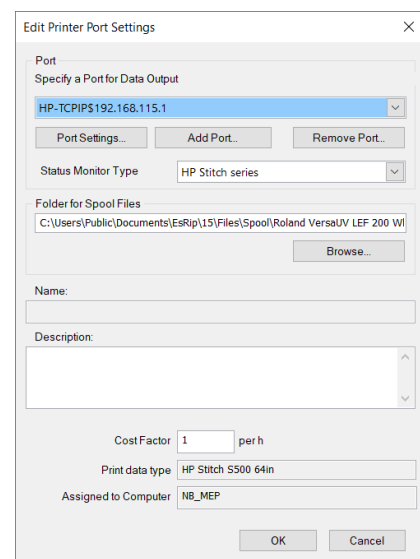 Edit Printer Port Settings
Port
Specify a Port for Data Output
HP-TCPIP$192.168.115.1
Port Settings... Add Port... Remove Port...
Status Monitor Type HP Stitch series
Folder for Spool Files
C:\Users\Public\Documents\EsRip\15\Files\Spool\Roland VersaUV LEF 200 WI
Browse...
Name:
Description:
Cost Factor 1 per h
Print data type HP Stitch S500 64in
Assigned to Computer NB_MEP
OK Cancel